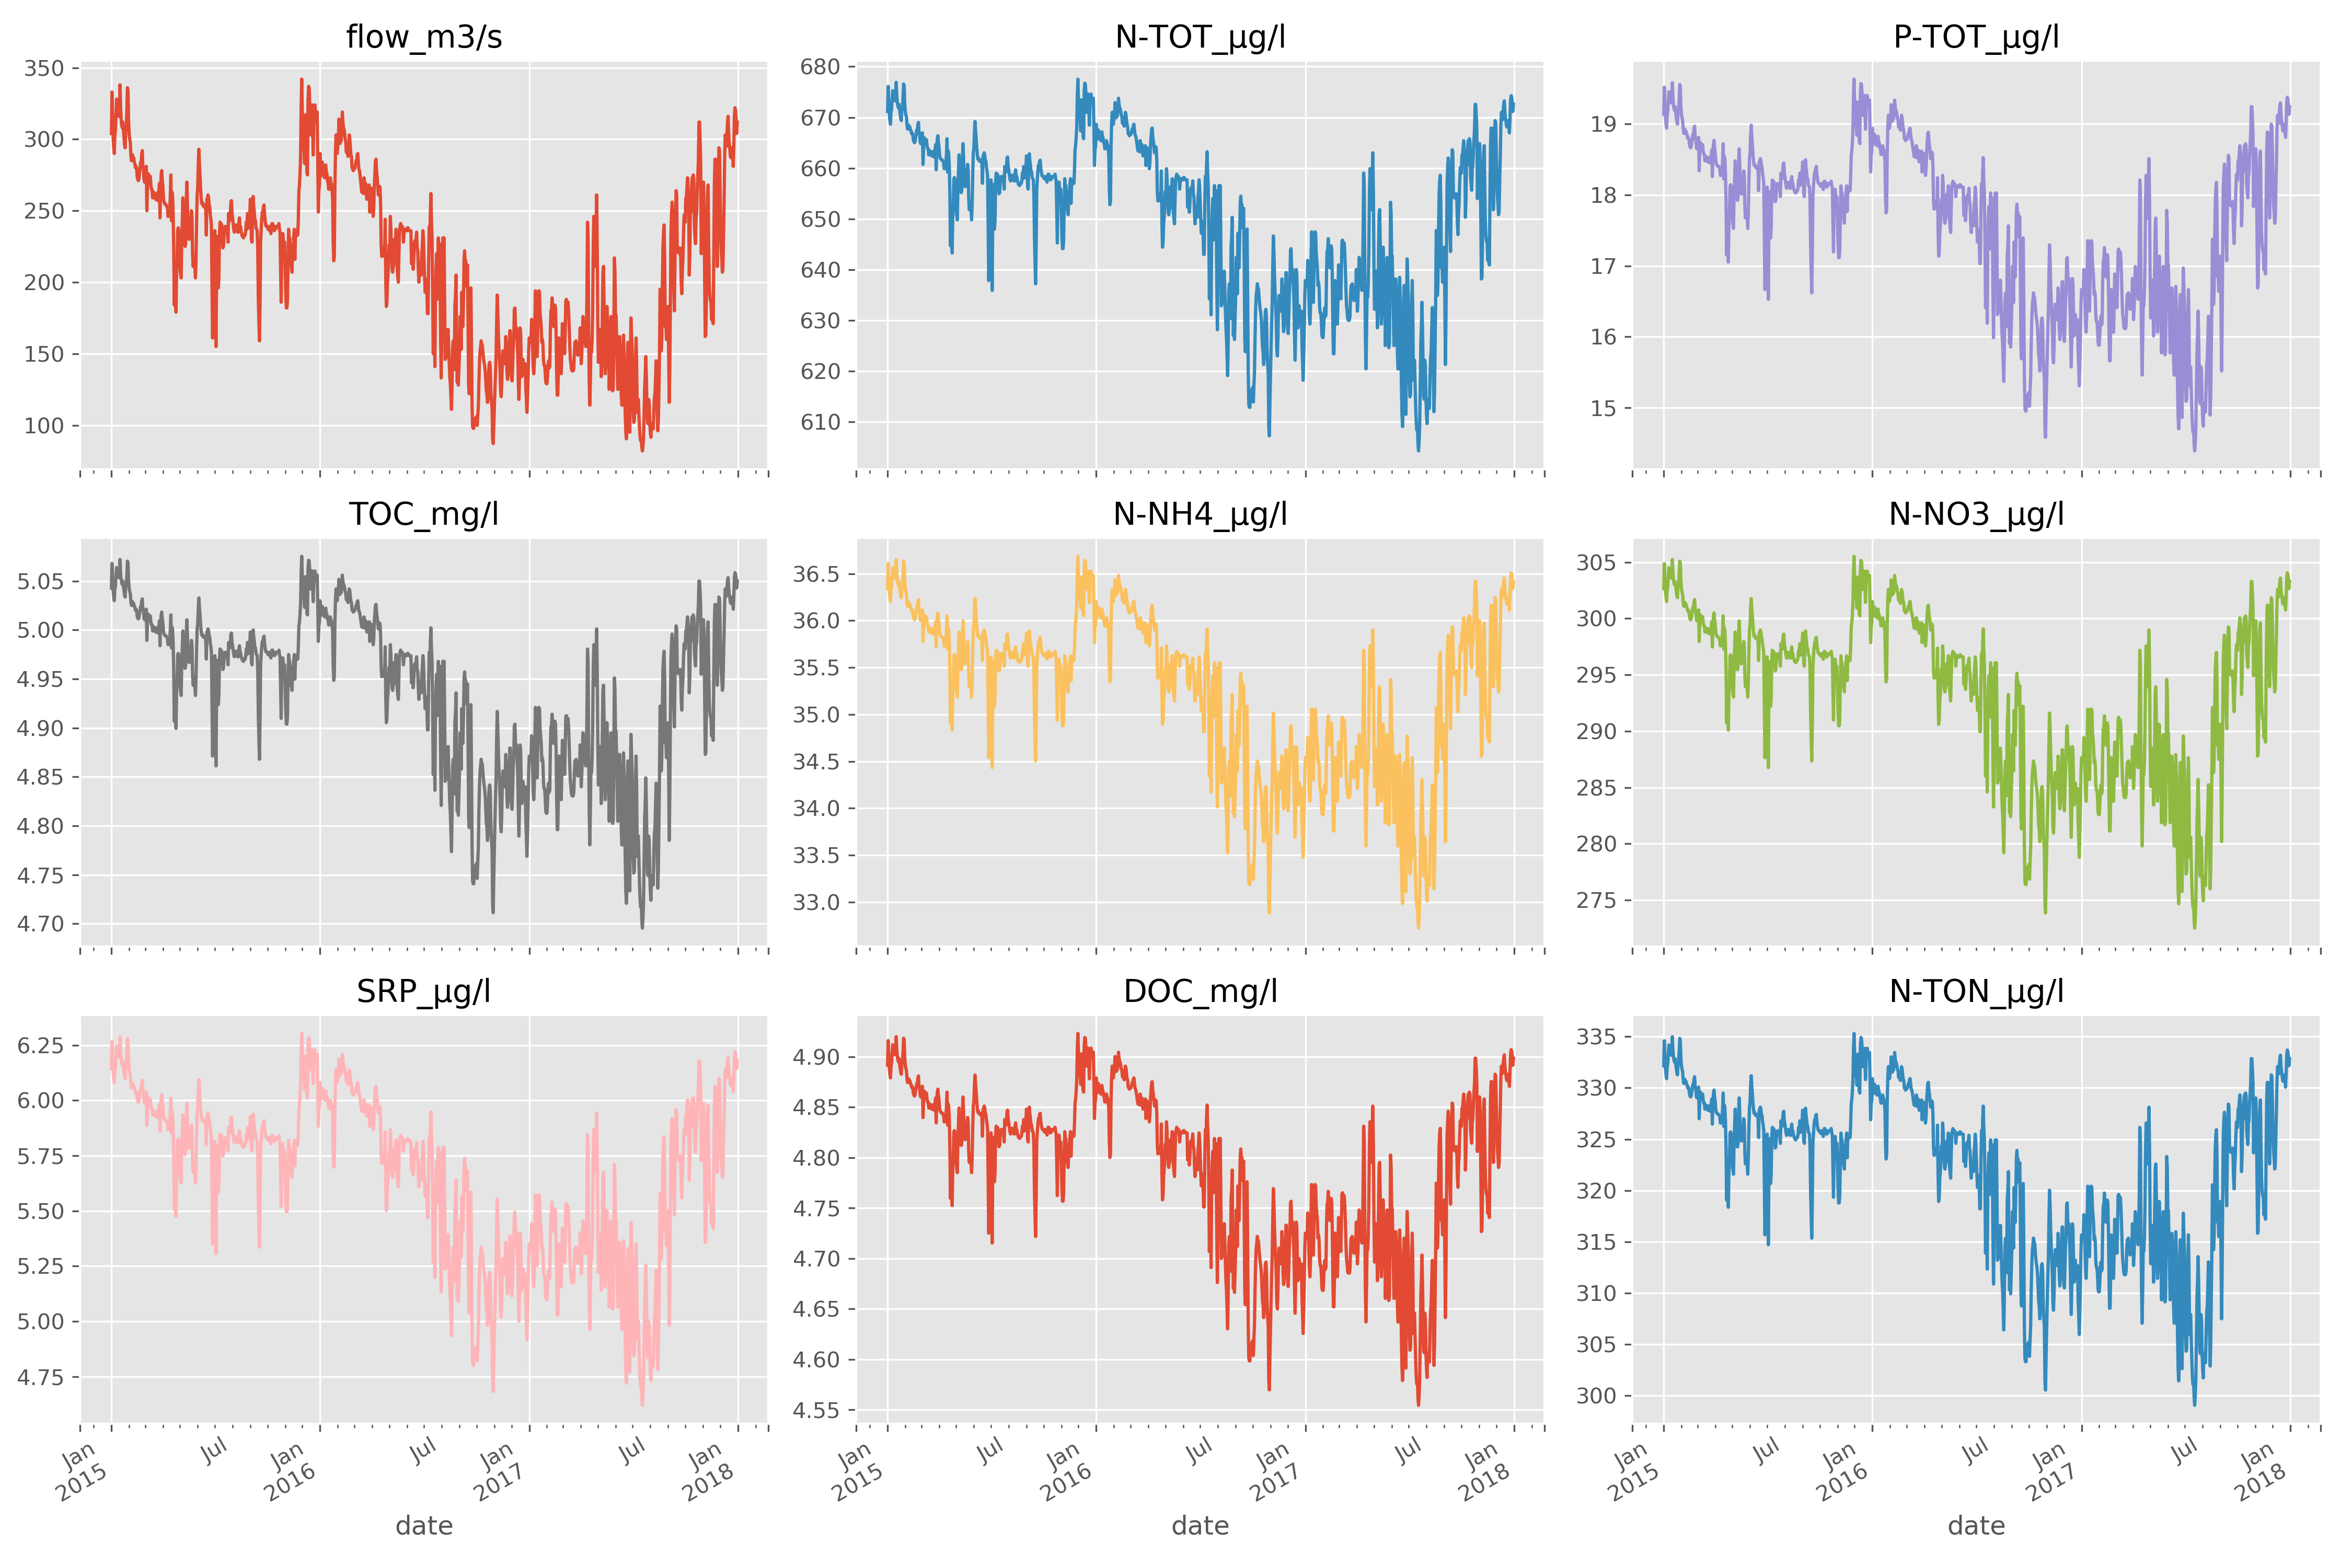 flow_m3/s
N-TOT_µg/l
P-TOT_µg/l
350
300
250
200
150
100
680
670
660
650
640
630
620
610
19
18
17
16
15
TOC_mg/l
N-NH4_µg/l
N-NO3_µg/l
5.05
5.00
4.95
4.90
4.85
4.80
4.75
4.70
36.5
36.0
35.5
35.0
34.5
34.0
33.5
33.0
305
300
295
290
285
280
275
SRP_µg/l
DOC_mg/l
N-TON_µg/l
6.25
6.00
5.75
5.50
5.25
5.00
4.75
4.90
4.85
4.80
4.75
4.70
4.65
4.60
4.55
335
330
325
320
315
310
305
300
Jan
2015
Jul
Jan
2016
Jul
Jan
2017
Jul
Jan
2018
Jan
2015
Jul
Jan
2016
Jul
Jan
2017
Jul
Jan
2018
Jan
2015
Jul
Jan
2016
Jul
Jan
2017
Jul
Jan
2018
date
date
date